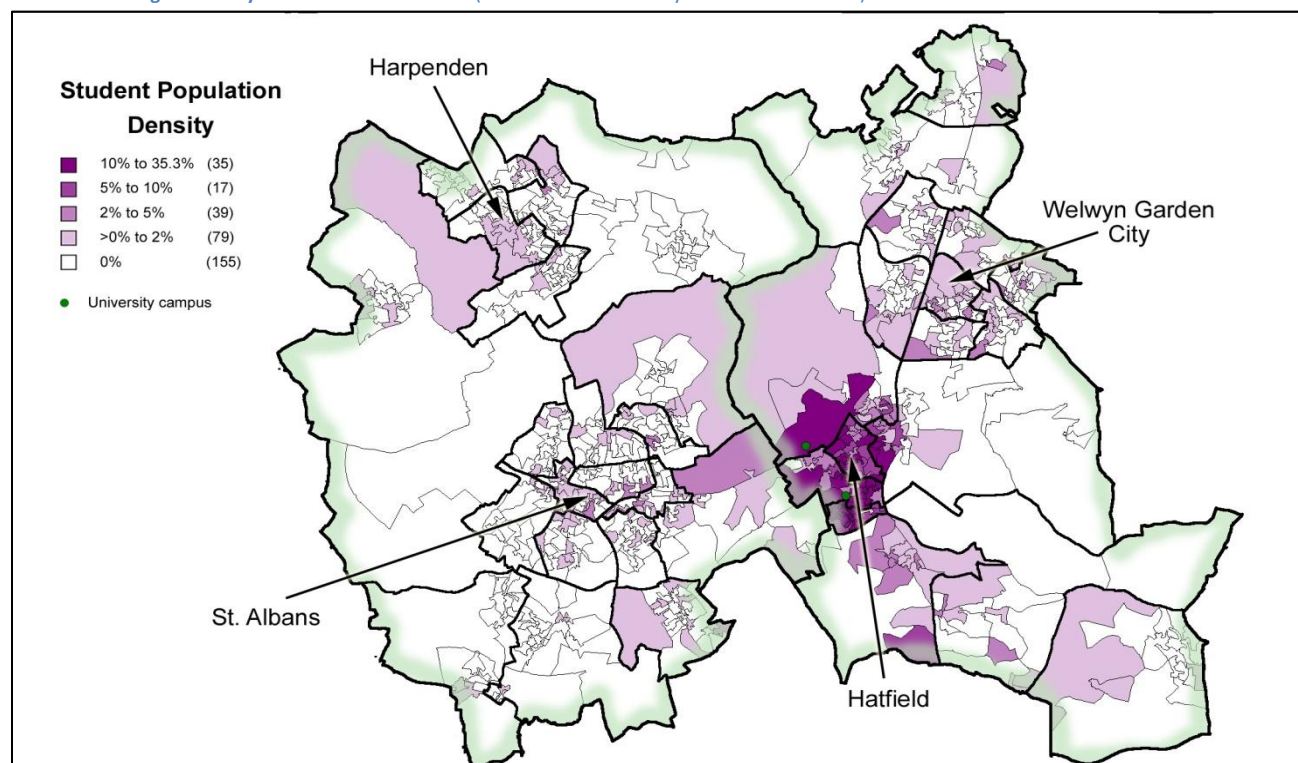 Harpenden
Student Population
Density
10% to 35.3% (35)
5% to 10% (17)
2% to 5% (39)
>0% to 2% (79)
0% (155)
University campus
Welwyn Garden
City
St. Albans
Hatfield